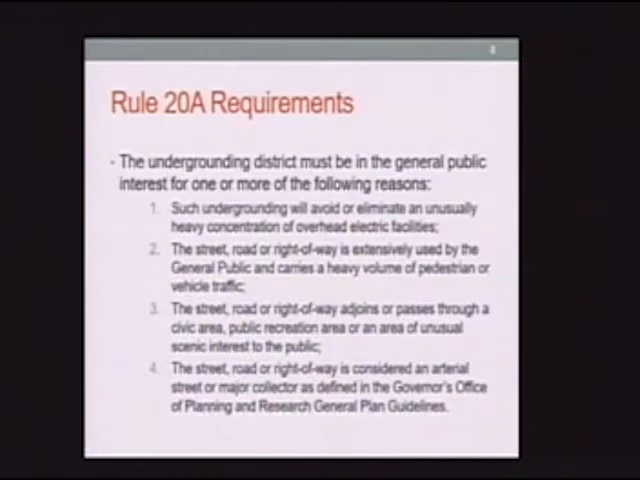 Rule 20A Requirements
- The undergrounding district must be in the general public
interest for one or more of the following reasons:
1. Such undergrounding will avoid or eliminate an unusually
heavy concentration of overhead electric facilities;
2. The street, road or right-of-way is extensively used by the
General Public and carries a heavy volume of pedestrian or
vehicle traffic;
3. The street, road or right-of-way adjoins or passes through a
civic area, public recreation area or an area of unusual
scenic interest to the public;
4. The street, road or right-of-way is considered an arterial
street or major collector as defined in the Governor's Office
of Planning and Research General Plan Guidelines.